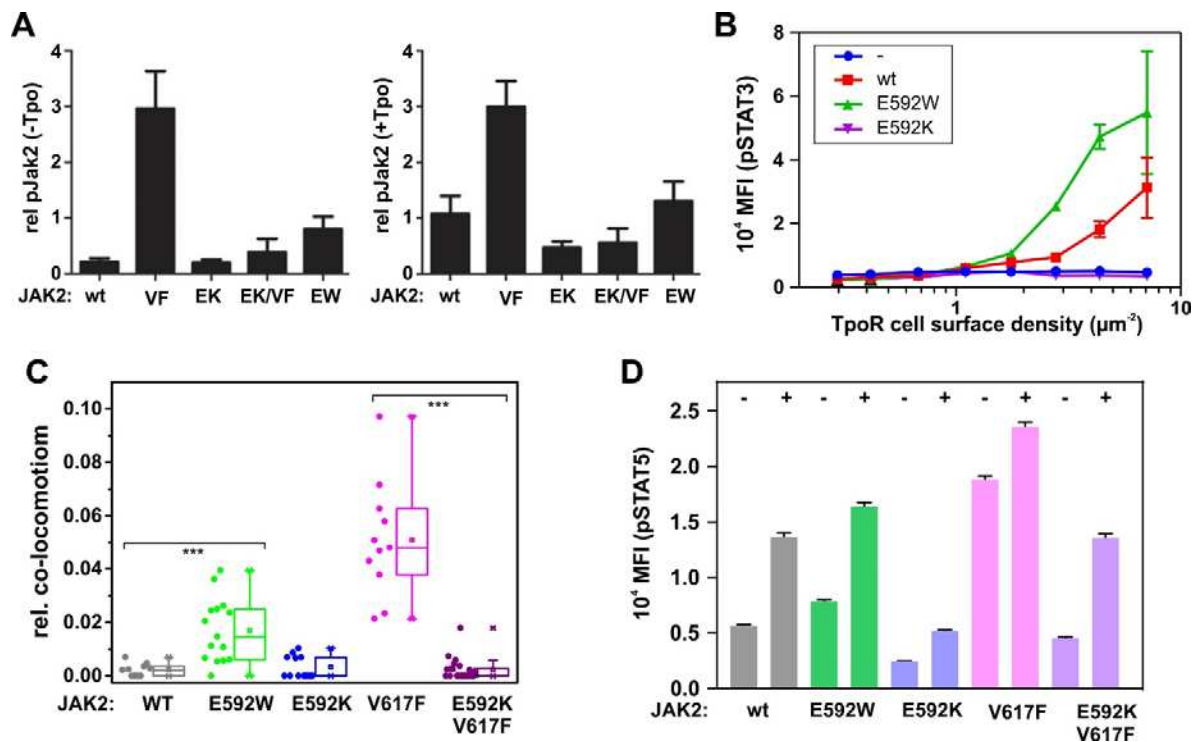 A
rel pJak2 (-Tpo)
4
3
2
1
0
JAK2: wt VF EK EK/VF EW
rel pJak2 (+Tpo)
4
3
2
1
0
JAK2: wt VF EK EK/VF EW
B
10⁴ MFI (pSTAT3)
8
6
4
2
0
-
wt
E592W
E592K
1 10
TpoR cell surface density (µm⁻²)
C
rel. co-locomotiom
0.10
0.08
0.06
0.04
0.02
0.00
***
***
JAK2: WT E592W E592K V617F E592K
V617F
D
10⁴ MFI (pSTAT5)
2.5
2.0
1.5
1.0
0.5
0.0
- + - + - + - + - +
JAK2: wt E592W E592K V617F E592K
V617F